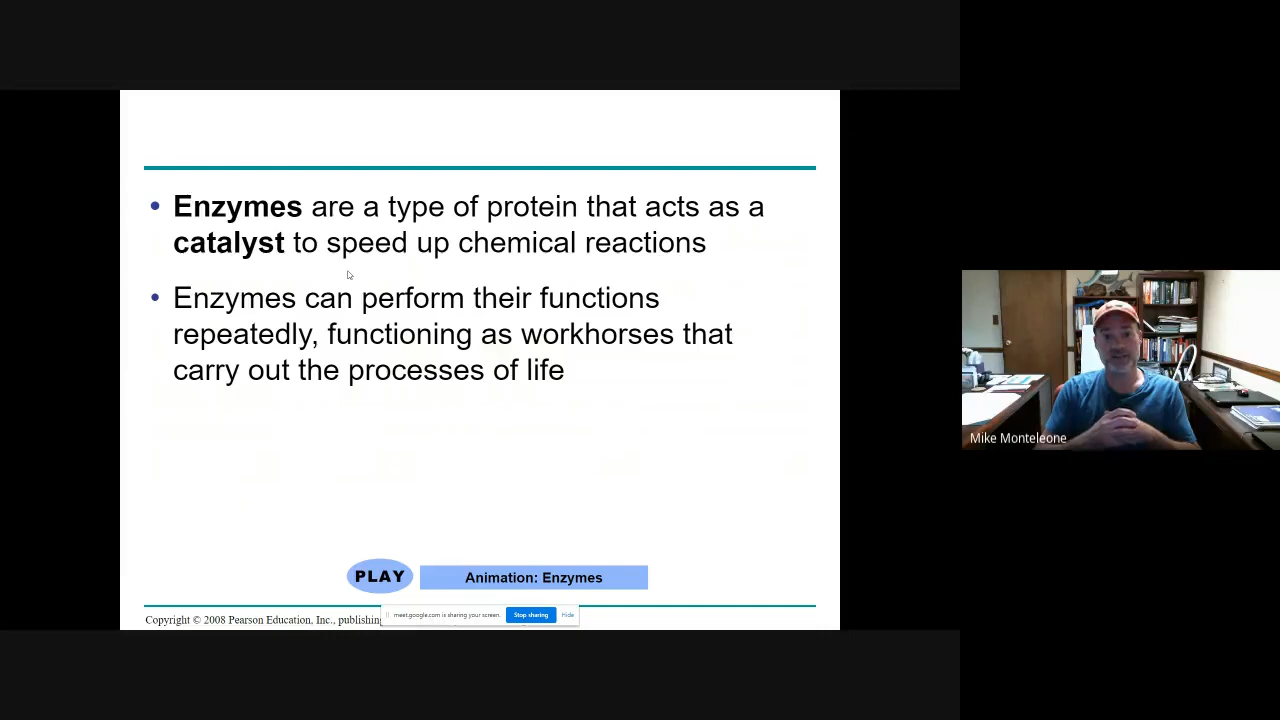 • Enzymes are a type of protein that acts as a
catalyst to speed up chemical reactions
• Enzymes can perform their functions
repeatedly, functioning as workhorses that
carry out the processes of life
PLAY
Animation: Enzymes
meet.google.com is sharing your screen.
Stop sharing
Hide
Copyright © 2008 Pearson Education, Inc., publishing
Mike Monteleone